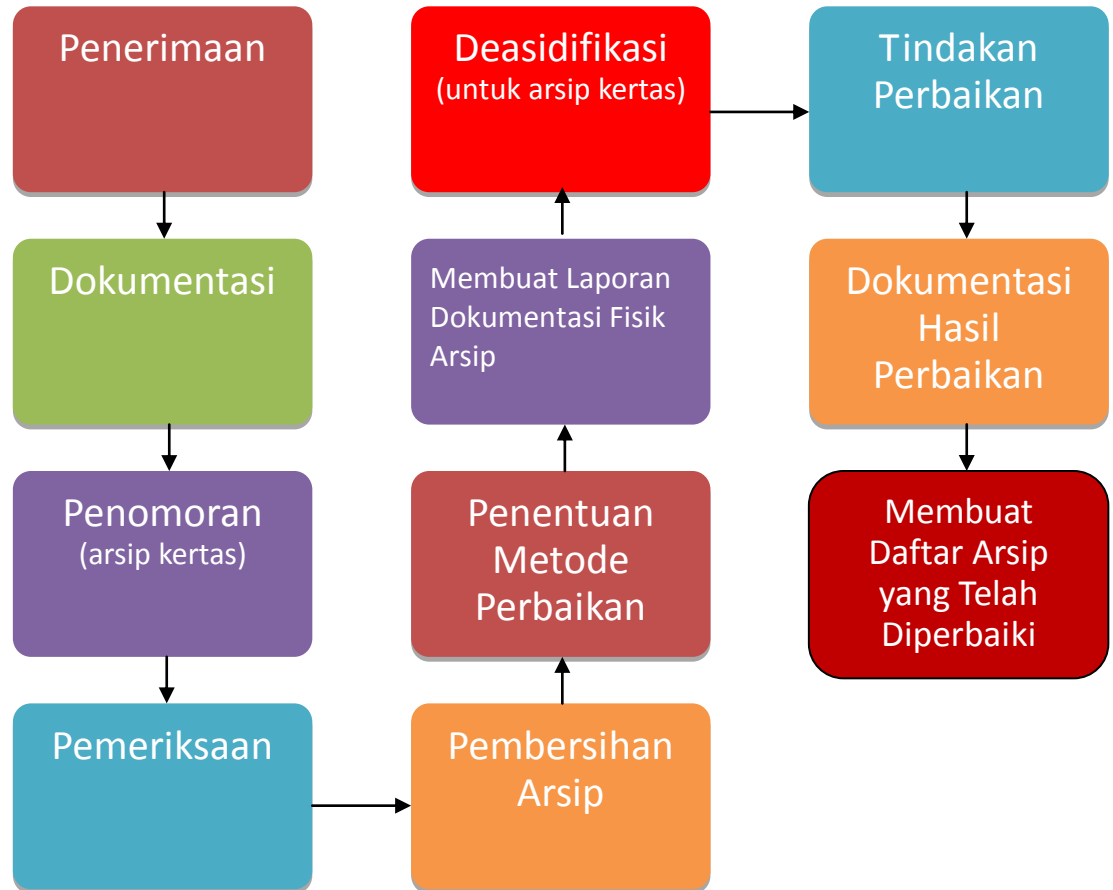 Penerimaan
Dokumentasi
Penomoran
(arsip kertas)
Pemeriksaan
Pembersihan
Arsip
Penentuan
Metode
Perbaikan
Membuat Laporan
Dokumentasi Fisik
Arsip
Deasidifikasi
(untuk arsip kertas)
Tindakan
Perbaikan
Dokumentasi
Hasil
Perbaikan
Membuat
Daftar Arsip
yang Telah
Diperbaiki